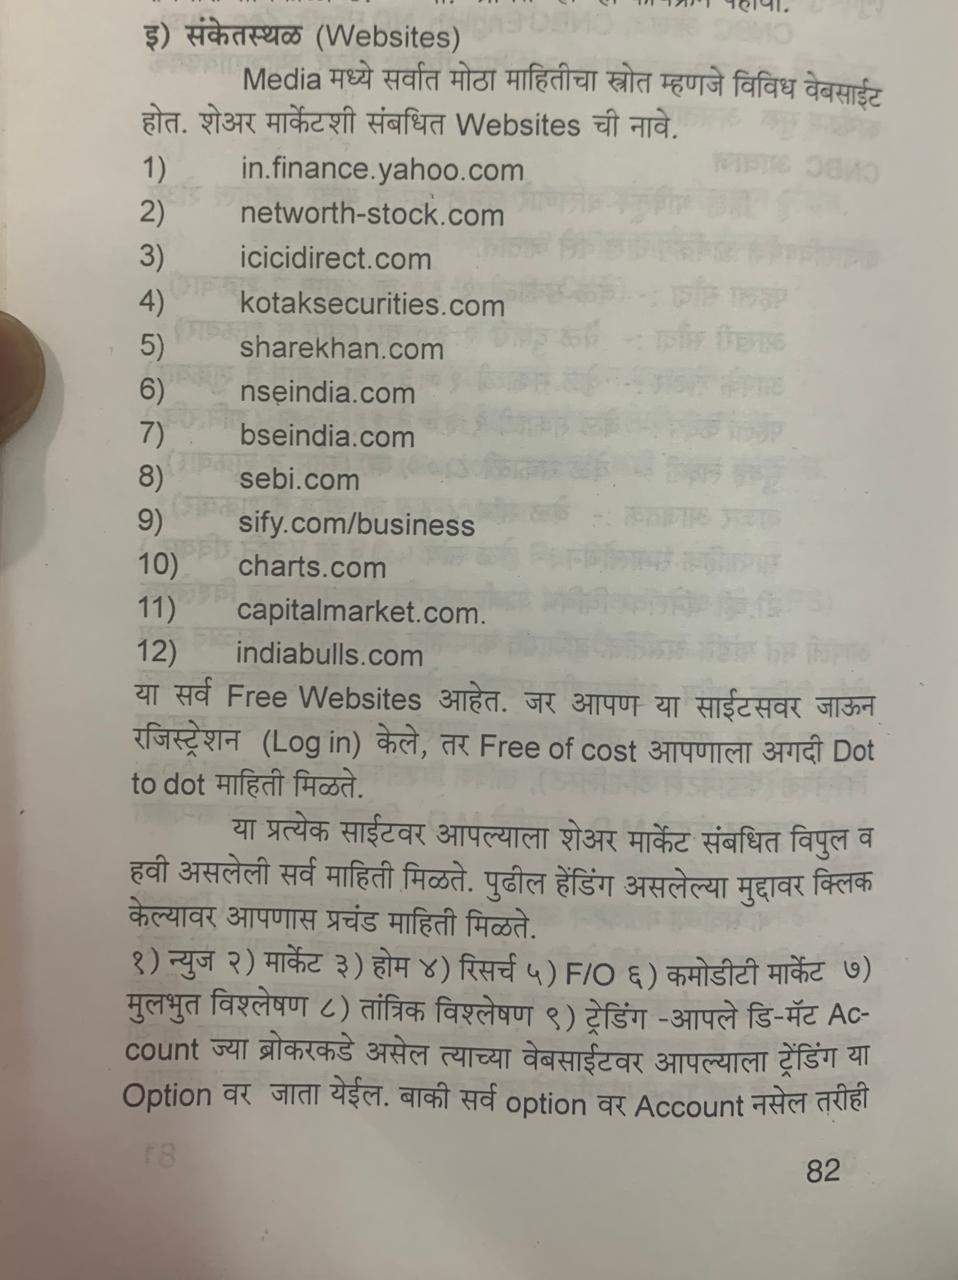 इ) संकेतस्थळ (Websites)
Media मध्ये सर्वात मोठा माहितीचा स्त्रोत म्हणजे विविध वेबसाईट
होत. शेअर मार्केटशी संबधित Websites ची नावे.
1) in.finance.yahoo.com
2) networth-stock.com
3) icicidirect.com
4) kotaksecurities.com
5) sharekhan.com
6) nseindia.com
7) bseindia.com
8) sebi.com
9) sify.com/business
10) charts.com
11) capitalmarket.com.
12) indiabulls.com
या सर्व Free Websites आहेत. जर आपण या साईटसवर जाऊन
रजिस्ट्रेशन (Log in) केले, तर Free of cost आपणाला अगदी Dot
to dot माहिती मिळते.
या प्रत्येक साईटवर आपल्याला शेअर मार्केट संबधित विपुल व
हवी असलेली सर्व माहिती मिळते. पुढील हेंडिंग असलेल्या मुद्दावर क्लिक
केल्यावर आपणास प्रचंड माहिती मिळते.
१) न्युज २) मार्केट ३) होम ४) रिसर्च ५) F/O ६) कमोडीटी मार्केट ७)
मुलभुत विश्लेषण ८) तांत्रिक विश्लेषण ९) ट्रेडिंग -आपले डि-मॅट Ac-
count ज्या ब्रोकरकडे असेल त्याच्या वेबसाईटवर आपल्याला ट्रेंडिंग या
Option वर जाता येईल. बाकी सर्व option वर Account नसेल तरीही
82